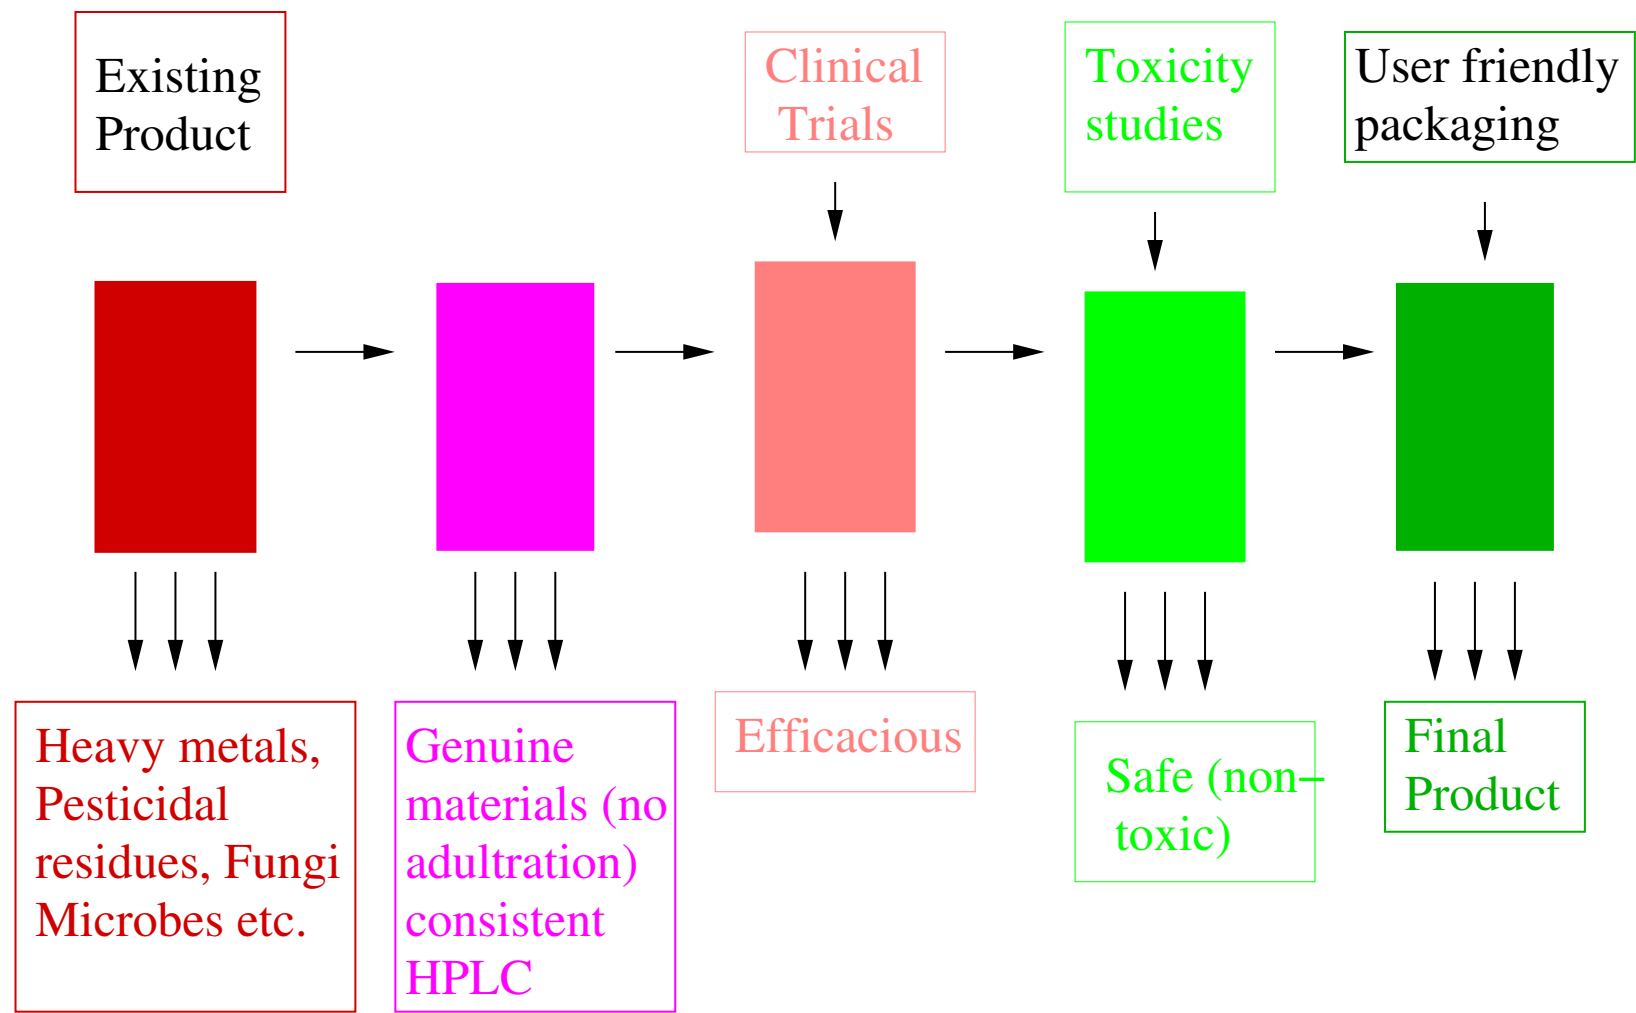 Existing
Product
Clinical
Trials
Toxicity
studies
User friendly
packaging
Heavy metals,
Pesticidal
residues, Fungi
Microbes etc.
Genuine
materials (no
adultration)
consistent
HPLC
Efficacious
Safe (non–
toxic)
Final
Product